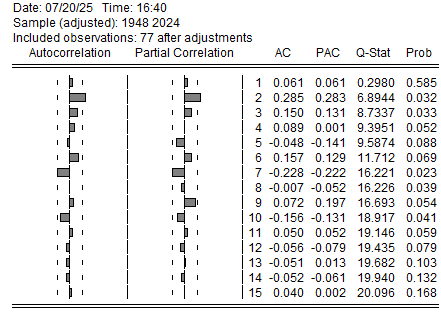 Date: 07/20/25 Time: 16:40
Sample (adjusted): 1948 2024
Included observations: 77 after adjustments
Autocorrelation Partial Correlation AC PAC Q-Stat Prob
1 0.061 0.061 0.2980 0.585
2 0.285 0.283 6.8944 0.032
3 0.150 0.131 8.7337 0.033
4 0.089 0.001 9.3951 0.052
5 -0.048 -0.141 9.5874 0.088
6 0.157 0.129 11.712 0.069
7 -0.228 -0.222 16.221 0.023
8 -0.007 -0.052 16.226 0.039
9 0.072 0.197 16.693 0.054
10 -0.156 -0.131 18.917 0.041
11 0.050 0.052 19.146 0.059
12 -0.056 -0.079 19.435 0.079
13 -0.051 0.013 19.682 0.103
14 -0.052 -0.061 19.940 0.132
15 0.040 0.002 20.096 0.168